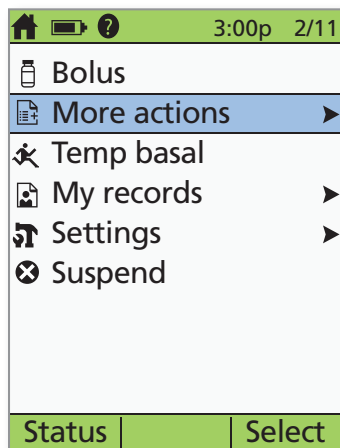 ? 3:00p 2/11
Bolus
More actions
Temp basal
My records
Settings
Suspend
Status Select